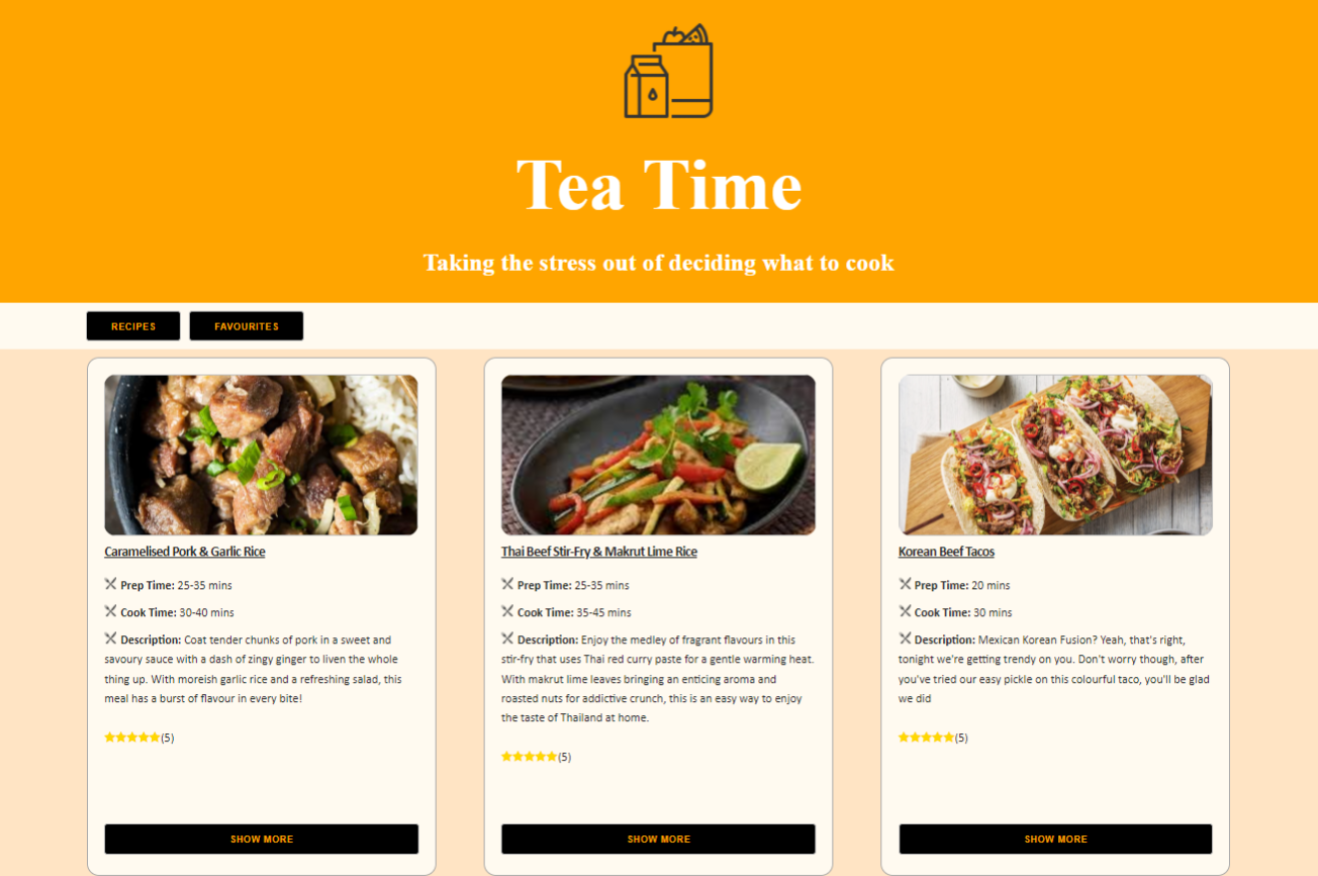 Tea Time
Taking the stress out of deciding what to cook
RECIPES
FAVOURITES
Caramelised Pork & Garlic Rice
Prep Time: 25-35 mins
Cook Time: 30-40 mins
Description: Coat tender chunks of pork in a sweet and
savoury sauce with a dash of zingy ginger to liven the whole
thing up. With moreish garlic rice and a refreshing salad, this
meal has a burst of flavour in every bite!
(5)
SHOW MORE
Thai Beef Stir-Fry & Makrut Lime Rice
Prep Time: 25-35 mins
Cook Time: 35-45 mins
Description: Enjoy the medley of fragrant flavours in this
stir-fry that uses Thai red curry paste for a gentle warming heat.
With makrut lime leaves bringing an enticing aroma and
roasted nuts for addictive crunch, this is an easy way to enjoy
the taste of Thailand at home.
(5)
SHOW MORE
Korean Beef Tacos
Prep Time: 20 mins
Cook Time: 30 mins
Description: Mexican Korean Fusion? Yeah, that's right,
tonight we're getting trendy on you. Don't worry though, after
you've tried our easy pickle on this colourful taco, you'll be glad
we did
(5)
SHOW MORE